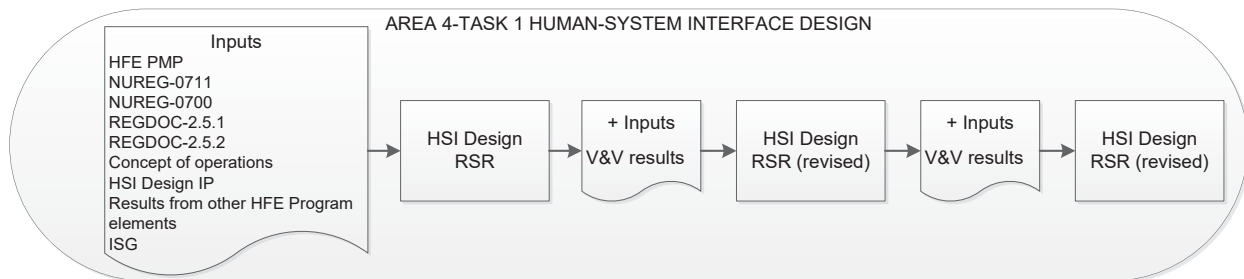 AREA 4-TASK 1 HUMAN-SYSTEM INTERFACE DESIGN
Inputs
HFE PMP
NUREG-0711
NUREG-0700
REGDOC-2.5.1
REGDOC-2.5.2
Concept of operations
HSI Design IP
Results from other HFE Program
elements
ISG
HSI Design
RSR
+ Inputs
V&V results
HSI Design
RSR (revised)
+ Inputs
V&V results
HSI Design
RSR (revised)